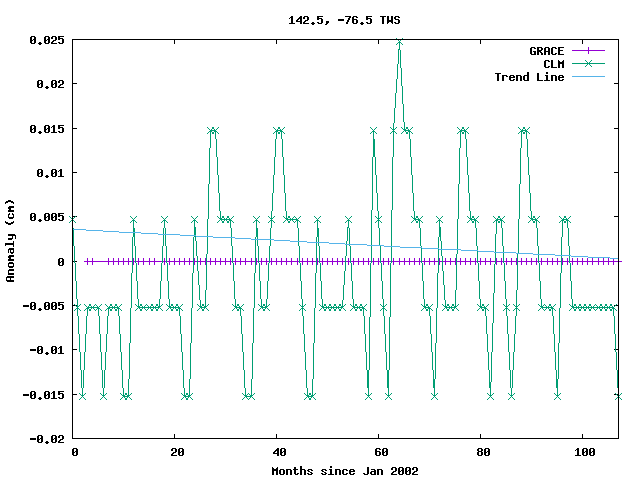 142.5, -76.5 TWS
GRACE
CLM
Trend Line
0.025
0.02
0.015
0.01
0.005
0
-0.005
-0.01
-0.015
-0.02
Anomaly (cm)
0 20 40 60 80 100
Months since Jan 2002